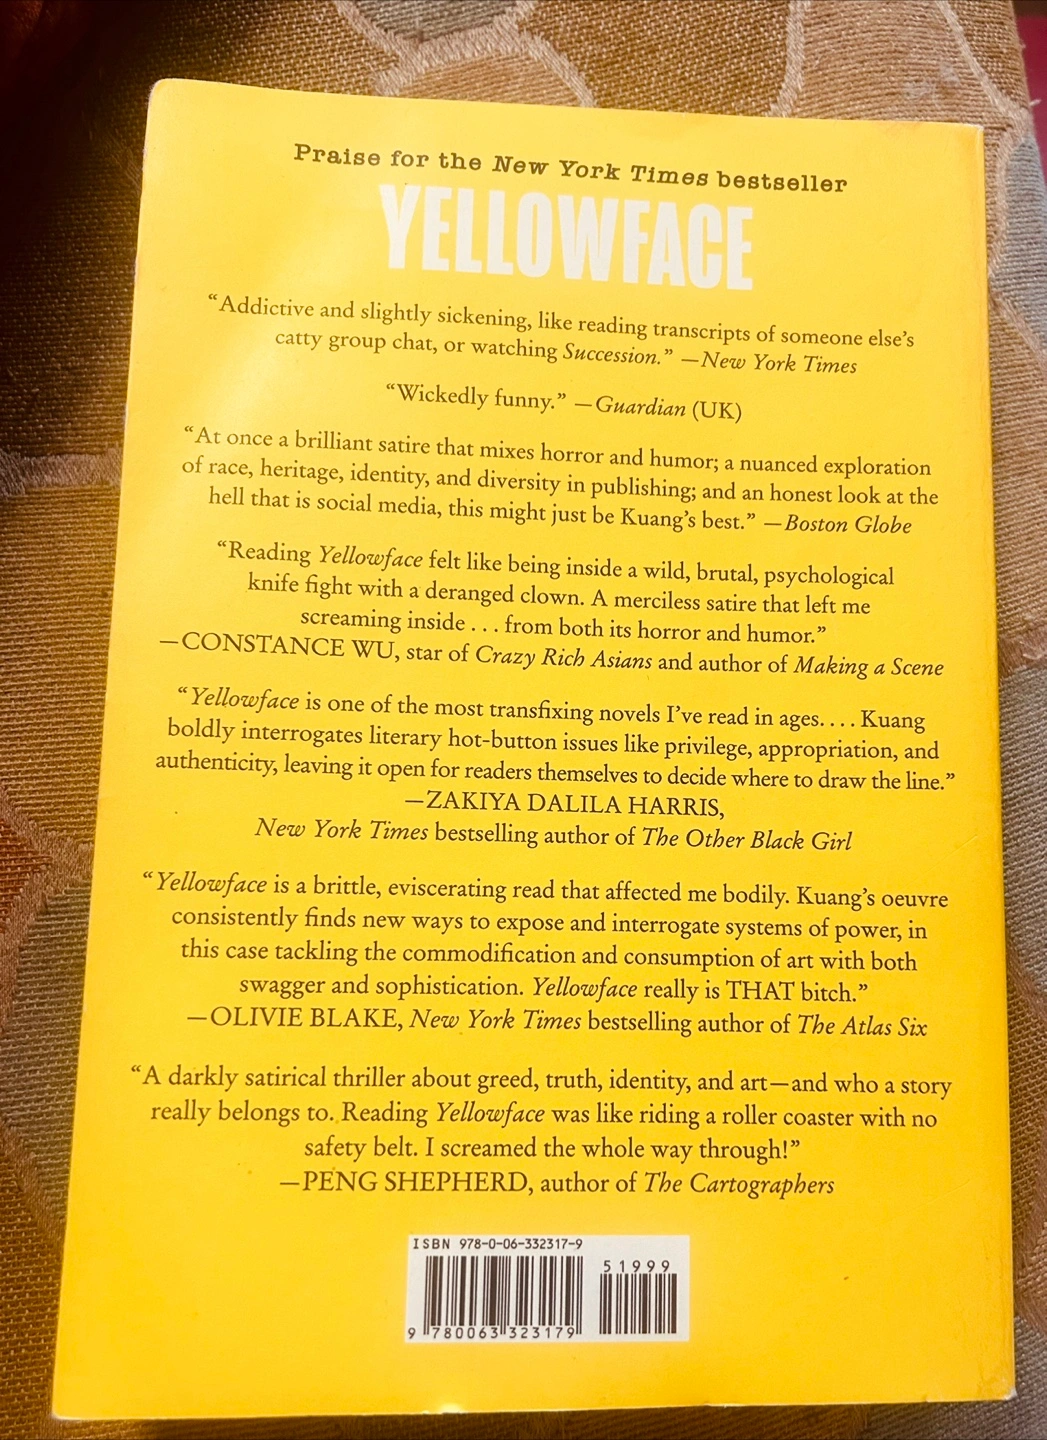 Praise for the New York Times bestseller
YELLOWFACE
“Addictive and slightly sickening, like reading transcripts of someone else’s
catty group chat, or watching Succession.” —New York Times
“Wickedly funny.” —Guardian (UK)
“At once a brilliant satire that mixes horror and humor; a nuanced exploration
of race, heritage, identity, and diversity in publishing; and an honest look at the
hell that is social media, this might just be Kuang’s best.” —Boston Globe
“Reading Yellowface felt like being inside a wild, brutal, psychological
knife fight with a deranged clown. A merciless satire that left me
screaming inside . . . from both its horror and humor.”
—CONSTANCE WU, star of Crazy Rich Asians and author of Making a Scene
“Yellowface is one of the most transfixing novels I’ve read in ages. . . . Kuang
boldly interrogates literary hot-button issues like privilege, appropriation, and
authenticity, leaving it open for readers themselves to decide where to draw the line.”
—ZAKIYA DALILA HARRIS,
New York Times bestselling author of The Other Black Girl
“Yellowface is a brittle, eviscerating read that affected me bodily. Kuang’s oeuvre
consistently finds new ways to expose and interrogate systems of power, in
this case tackling the commodification and consumption of art with both
swagger and sophistication. Yellowface really is THAT bitch.”
—OLIVIE BLAKE, New York Times bestselling author of The Atlas Six
“A darkly satirical thriller about greed, truth, identity, and art—and who a story
really belongs to. Reading Yellowface was like riding a roller coaster with no
safety belt. I screamed the whole way through!”
—PENG SHEPHERD, author of The Cartographers
ISBN 978-0-06-332317-9
51999
9 780063 323179